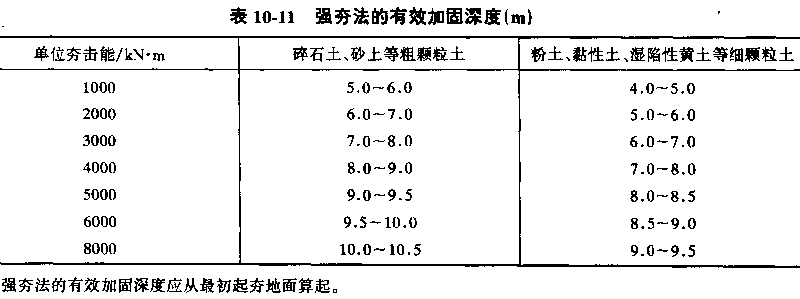 表 10-11 强夯法的有效加固深度(m)
单位夯击能/kN·m 碎石土、砂上等粗颗粒土 粉土、黏性土、湿陷性黄土等细颗粒土
1000 5.0~6.0 4.0~5.0
2000 6.0~7.0 5.0~6.0
3000 7.0~8.0 6.0~7.0
4000 8.0~9.0 7.0~8.0
5000 9.0~9.5 8.0~8.5
6000 9.5~10.0 8.5~9.0
8000 10.0~10.5 9.0~9.5
强夯法的有效加固深度应从最初起夯地面算起。